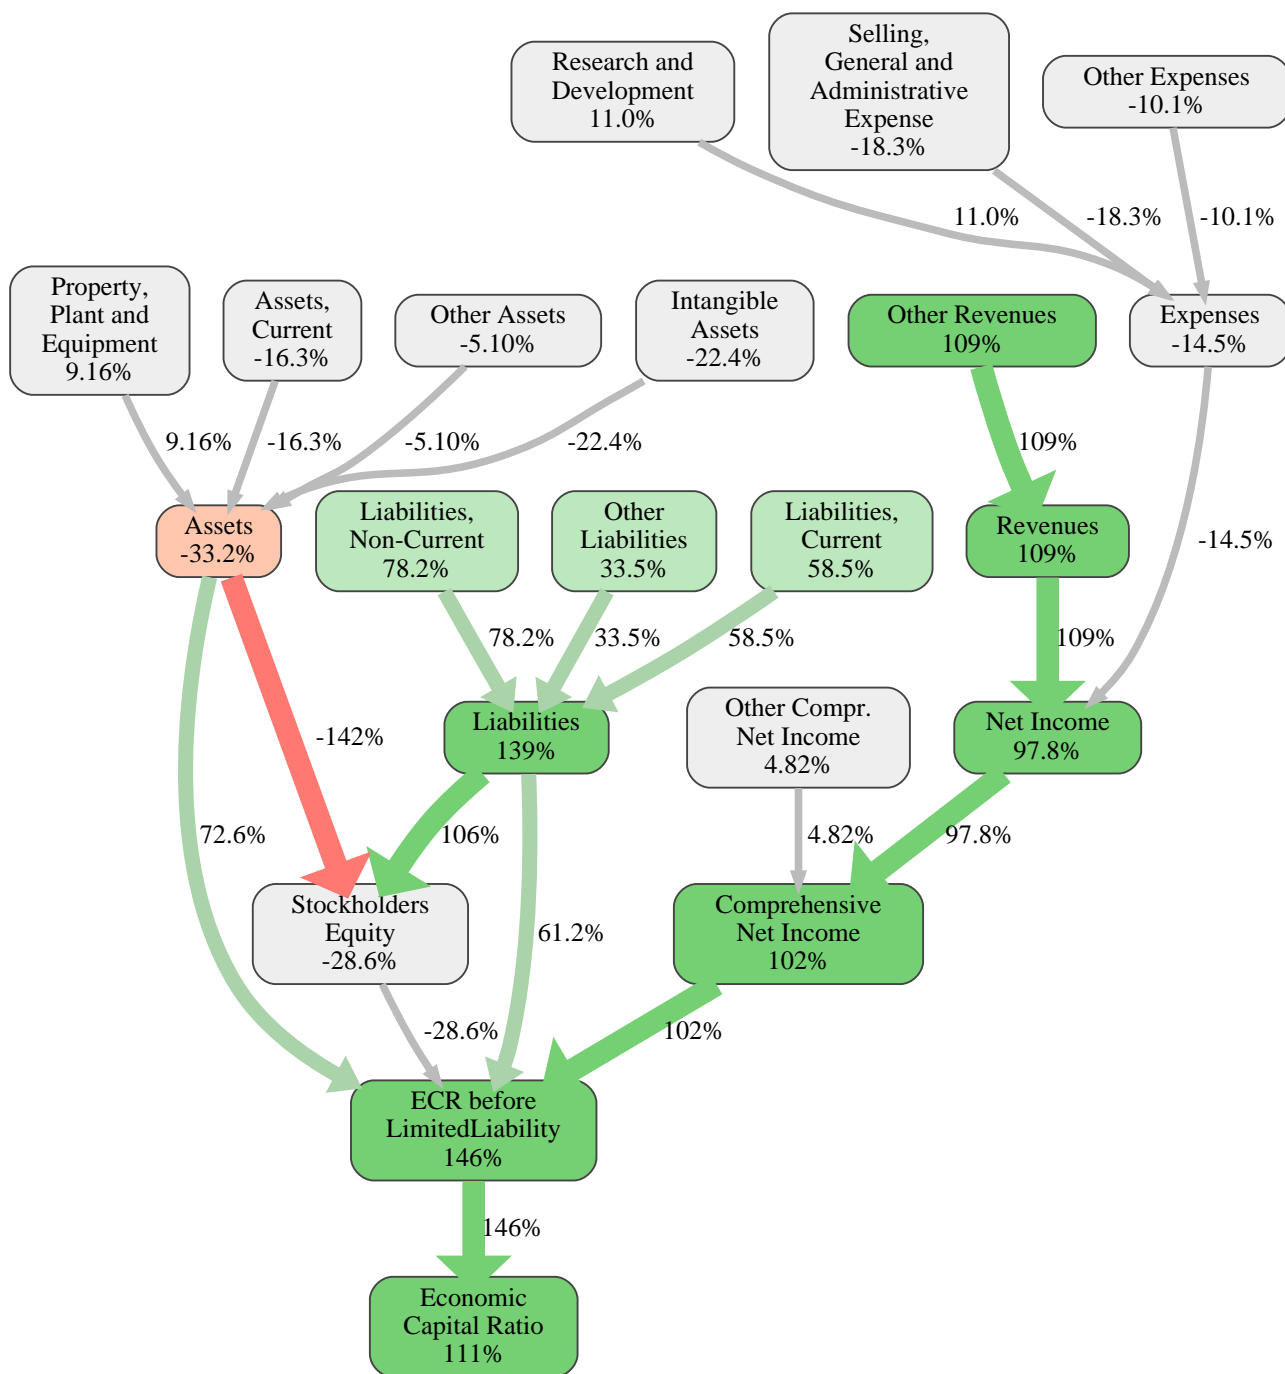 Research and
Development
11.0%
Selling,
General and
Administrative
Expense
-18.3%
Other Expenses
-10.1%
11.0%
-18.3%
-10.1%
Property,
Plant and
Equipment
9.16%
Assets,
Current
-16.3%
Other Assets
-5.10%
Intangible
Assets
-22.4%
Other Revenues
109%
Expenses
-14.5%
9.16%
-16.3%
-5.10%
-22.4%
109%
-14.5%
Assets
-33.2%
Liabilities,
Non-Current
78.2%
Other
Liabilities
33.5%
Liabilities,
Current
58.5%
Revenues
109%
78.2%
33.5%
58.5%
109%
-142%
Liabilities
139%
Other Compr.
Net Income
4.82%
Net Income
97.8%
72.6%
106%
4.82%
97.8%
Stockholders
Equity
-28.6%
61.2%
Comprehensive
Net Income
102%
-28.6%
102%
ECR before
LimitedLiability
146%
146%
Economic
Capital Ratio
111%